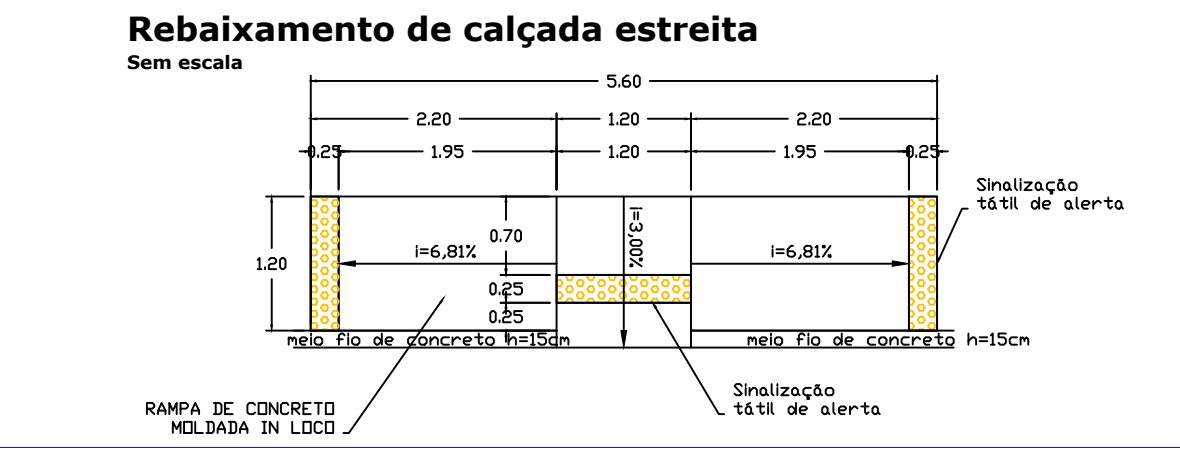 Rebaixamento de calçada estreita
Sem escala
5.60
2.20
1.20
2.20
0.25
1.95
1.20
1.95
0.25
Sinalização
tátil de alerta
1.20
i=6,81%
0.70
i=3,00%
i=6,81%
0.25
0.25
meio fio de concreto h=15cm
meio fio de concreto h=15cm
RAMPA DE CONCRETO
MOLDADA IN LOCO
Sinalização
tátil de alerta